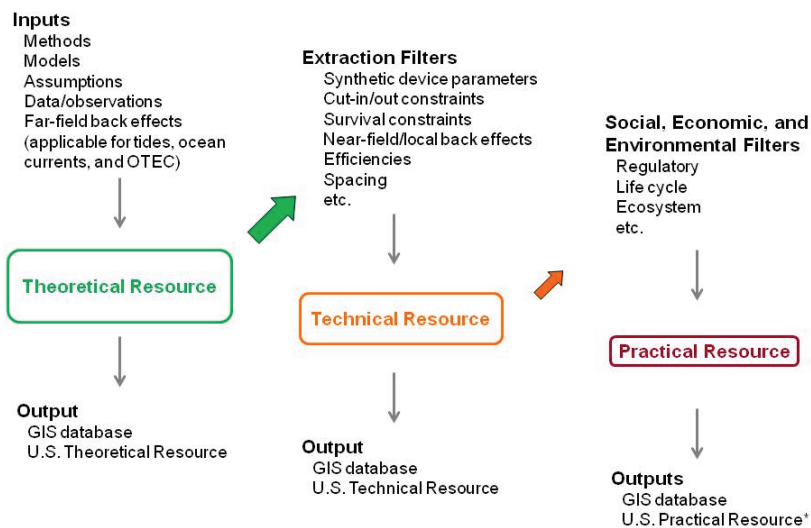 Inputs
Methods
Models
Assumptions
Data/observations
Far-field back effects
(applicable for tides, ocean
currents, and OTEC)
Theoretical Resource
Output
GIS database
U.S. Theoretical Resource
Extraction Filters
Synthetic device parameters
Cut-in/out constraints
Survival constraints
Near-field/local back effects
Efficiencies
Spacing
etc.
Technical Resource
Output
GIS database
U.S. Technical Resource
Social, Economic, and
Environmental Filters
Regulatory
Life cycle
Ecosystem
etc.
Practical Resource
Outputs
GIS database
U.S. Practical Resource*